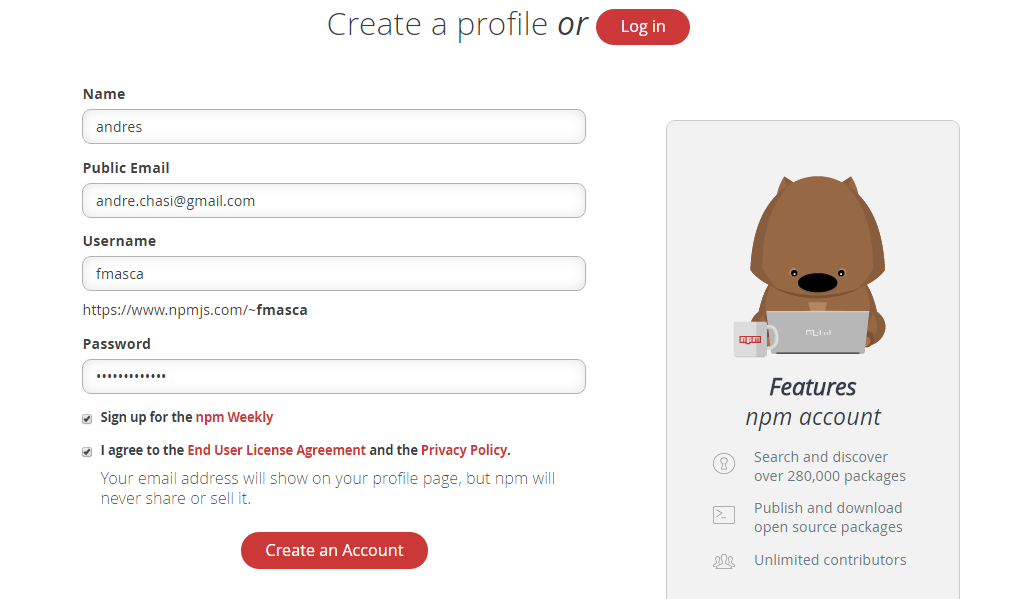 Create a profile or Log in
Name
andres
Public Email
andre.chasi@gmail.com
Username
fmasca
https://www.npmjs.com/~fmasca
Password
•••••••••••••
Sign up for the npm Weekly
I agree to the End User License Agreement and the Privacy Policy.
Your email address will show on your profile page, but npm will
never share or sell it.
Create an Account
npm
Features
npm account
Search and discover
over 280,000 packages
Publish and download
open source packages
Unlimited contributors